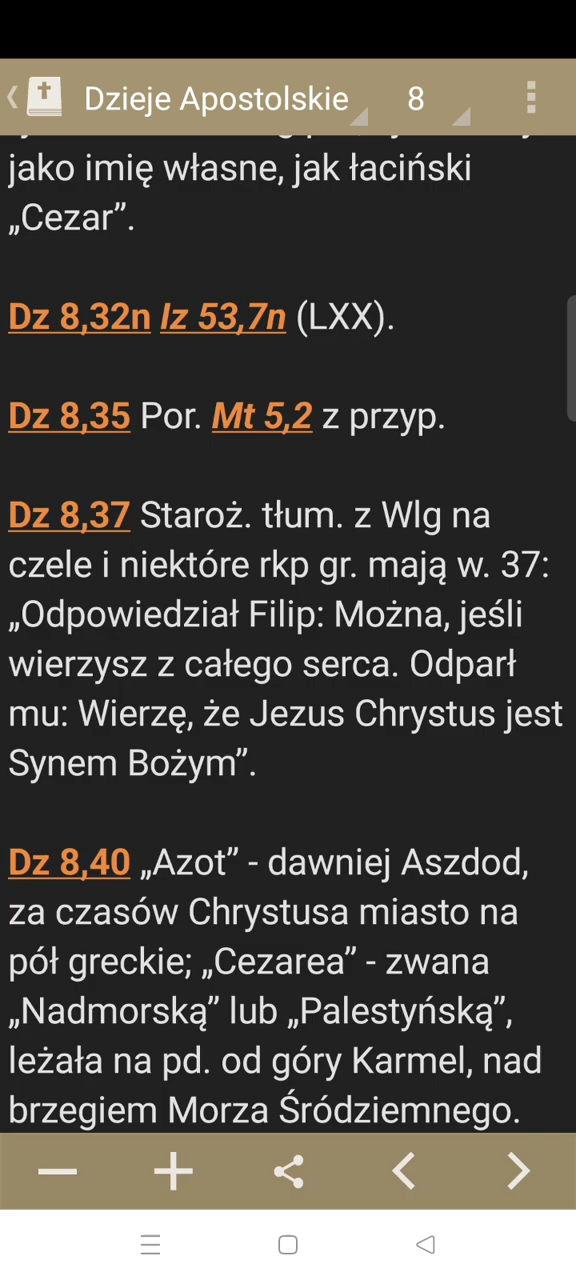 Dzieje Apostolskie 8
jako imię własne, jak łaciński
„Cezar”.
Dz 8,32n Iz 53,7n (LXX).
Dz 8,35 Por. Mt 5,2 z przyp.
Dz 8,37 Staroż. tłum. z Wlg na
czele i niektóre rkp gr. mają w. 37:
„Odpowiedział Filip: Można, jeśli
wierzysz z całego serca. Odparł
mu: Wierzę, że Jezus Chrystus jest
Synem Bożym”.
Dz 8,40 „Azot” - dawniej Aszdod,
za czasów Chrystusa miasto na
pół greckie; „Cezarea” - zwana
„Nadmorską” lub „Palestyńską”,
leżała na pd. od góry Karmel, nad
brzegiem Morza Śródziemnego.